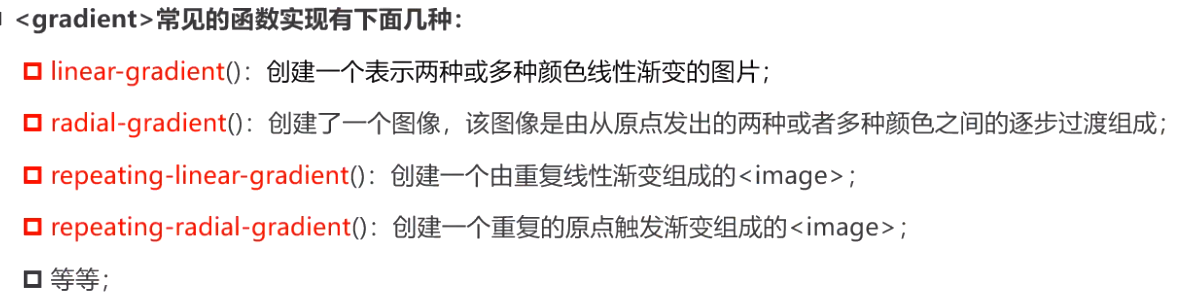 <gradient>常见的函数实现有下面几种：
linear-gradient()：创建一个表示两种或多种颜色线性渐变的图片；
radial-gradient()：创建了一个图像，该图像是由从原点发出的两种或者多种颜色之间的逐步过渡组成；
repeating-linear-gradient()：创建一个由重复线性渐变组成的<image>；
repeating-radial-gradient()：创建一个重复的原点触发渐变组成的<image>；
等等；